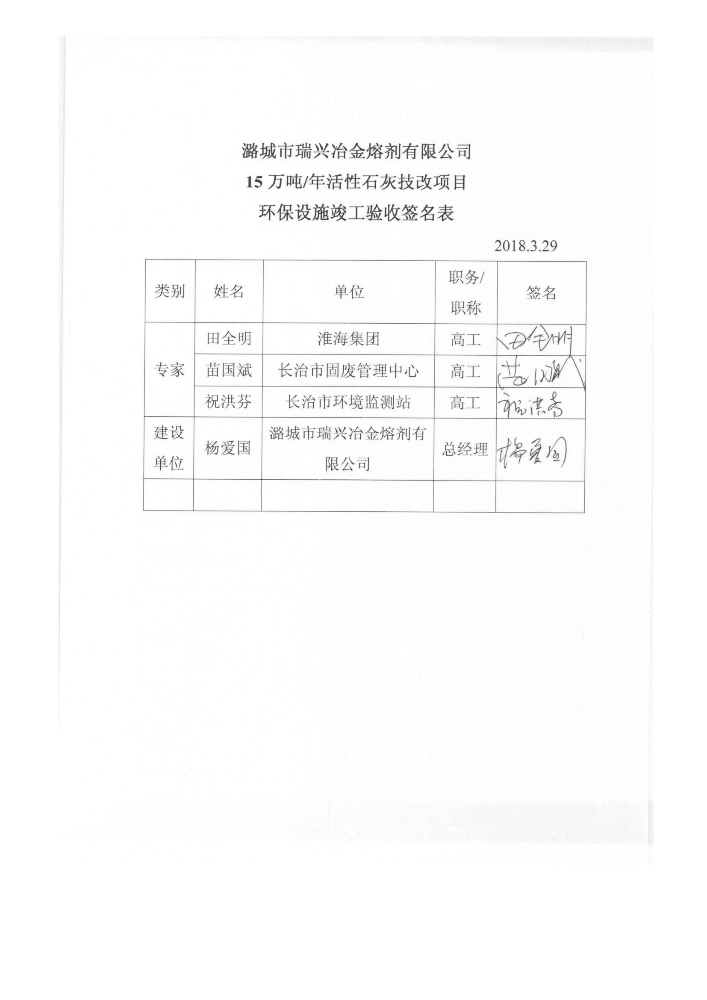 潞城市瑞兴冶金熔剂有限公司
15 万吨/年活性石灰技改项目
环保设施竣工验收签名表
2018.3.29
类别 姓名 单位 职务/职称 签名
专家 田全明 淮海集团 高工 田全明
苗国斌 长治市固废管理中心 高工 苗国斌
祝洪芬 长治市环境监测站 高工 祝洪芬
建设单位 杨爱国 潞城市瑞兴冶金熔剂有限公司 总经理 杨爱国